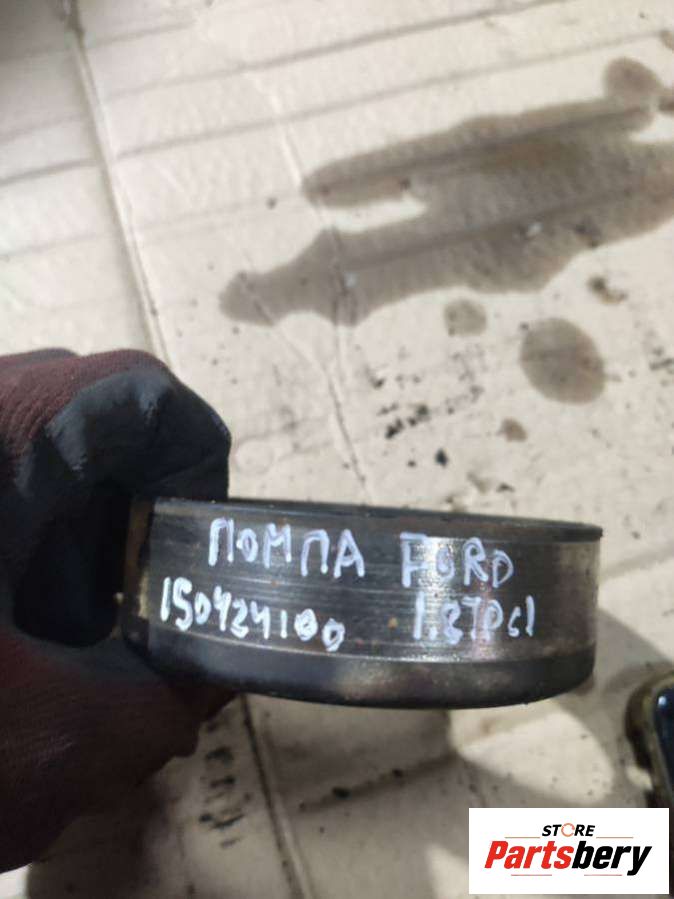 ПОМПА FORD
150424100 1.8TDci
STORE
Partsbery